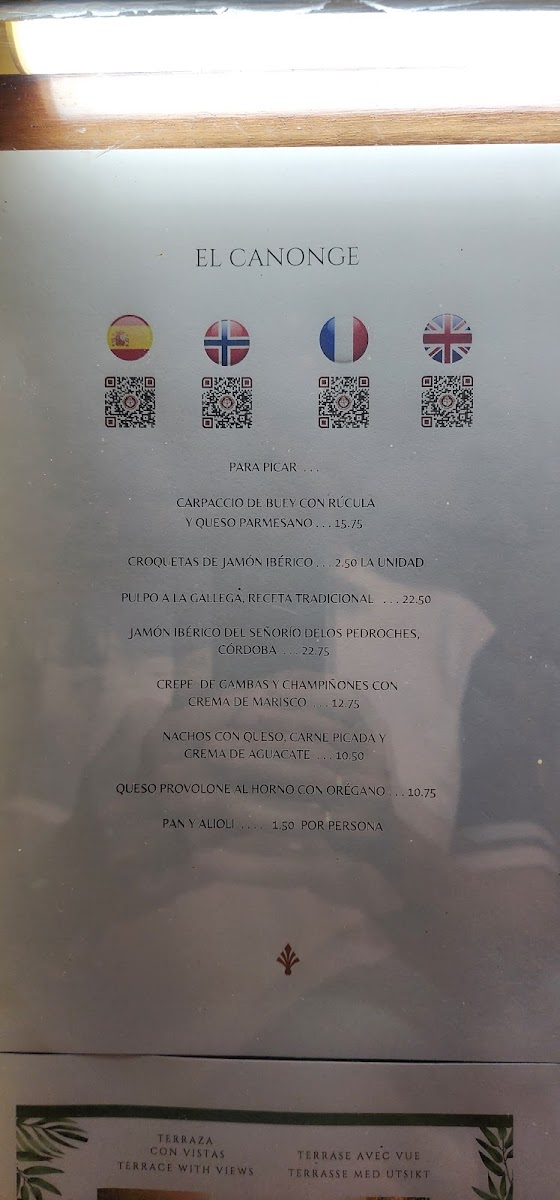 EL CANONGE
PARA PICAR ...
CARPACCIO DE BUEY CON RÚCULA
Y QUESO PARMESANO ... 15.75
CROQUETAS DE JAMÓN IBÉRICO ... 2.50 LA UNIDAD
PULPO A LA GALLEGA, RECETA TRADICIONAL ... 22.50
JAMÓN IBÉRICO DEL SEÑORÍO DELOS PEDROCHES,
CÓRDOBA ... 22.75
CREPE DE GAMBAS Y CHAMPIÑONES CON
CREMA DE MARISCO ... 12.75
NACHOS CON QUESO, CARNE PICADA Y
CREMA DE AGUACATE ... 10.50
QUESO PROVOLONE AL HORNO CON ORÉGANO ... 10.75
PAN Y ALIOLI .... 1.50 POR PERSONA
TERRAZA
CON VISTAS
TERRACE WITH VIEWS
TERRASE AVEC VUE
TERRASSE MED UTSIKT